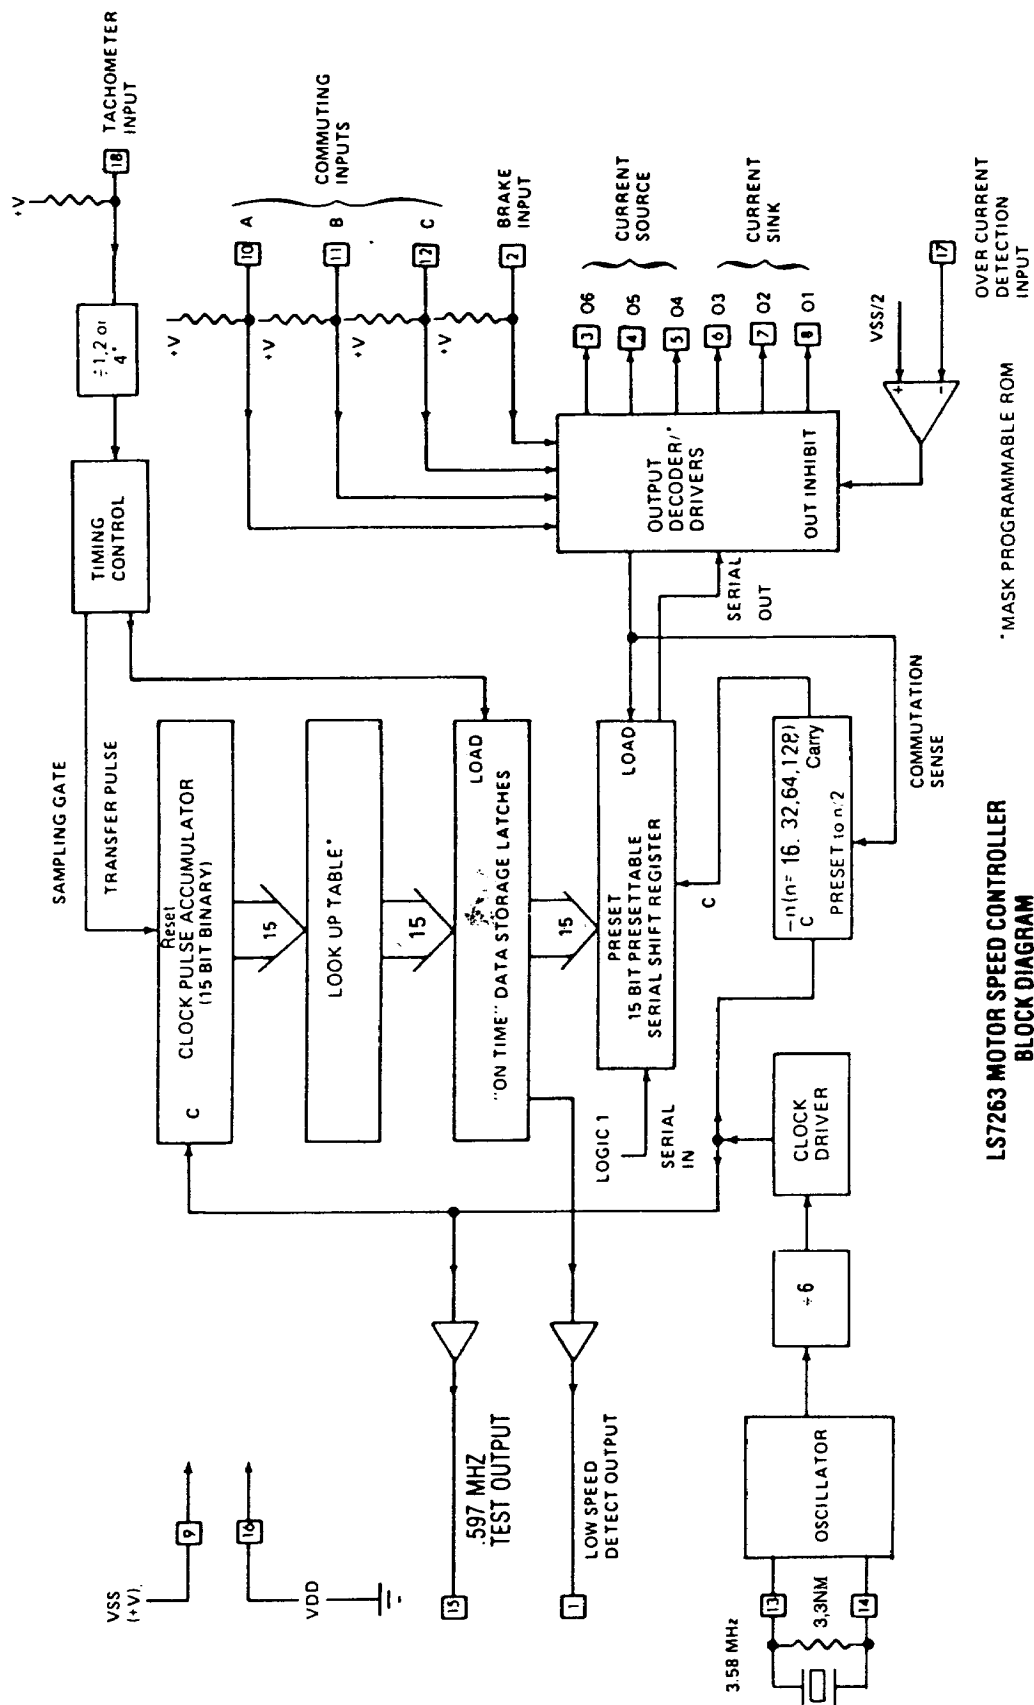 +V
18
TACHOMETER
INPUT
÷ 1,2 or
4*
TIMING
CONTROL
SAMPLING GATE
TRANSFER PULSE
+V
10
A
+V
11
B
+V
12
C
COMMUTING
INPUTS
+V
2
BRAKE
INPUT
C
Reset
CLOCK PULSE ACCUMULATOR
(15 BIT BINARY)
15
LOOK UP TABLE*
15
LOAD
"ON TIME" DATA STORAGE LATCHES
15
PRESET
15 BIT PRESETTABLE
SERIAL SHIFT REGISTER
LOAD
LOGIC 1
SERIAL
IN
C
SERIAL
OUT
OUTPUT
DECODER/*
DRIVERS
OUT INHIBIT
3 O6
4 O5
5 O4
CURRENT
SOURCE
6 O3
7 O2
8 O1
CURRENT
SINK
VSS/2
+
-
17
OVER CURRENT
DETECTION
INPUT
-n(n= 16. 32,64,128)
C
Carry
PRESET to n/2
COMMUTATION
SENSE
CLOCK
DRIVER
÷6
OSCILLATOR
13
14
3.58 MHz
3,3NM
VSS
(+V).
9
16
VDD
15
.597 MHZ
TEST OUTPUT
1
LOW SPEED
DETECT OUTPUT
*MASK PROGRAMMABLE ROM
LS7263 MOTOR SPEED CONTROLLER
BLOCK DIAGRAM